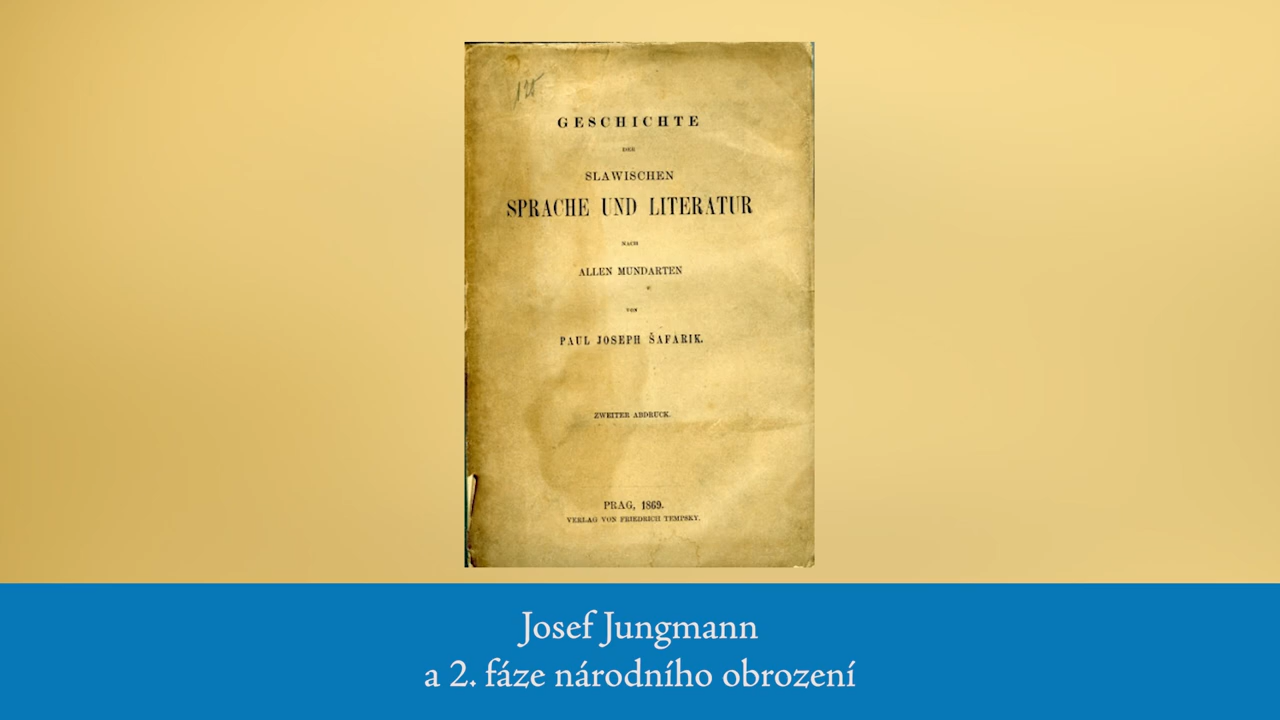 GESCHICHTE
DER
SLAWISCHEN
SPRACHE UND LITERATUR
NACH
ALLEN MUNDARTEN
VON
PAUL JOSEPH ŠAFAŘIK.
ZWEITER ABDRUCK.
PRAG, 1869.
VERLAG VON FRIEDRICH TEMPSKY.
Josef Jungmann
a 2. fáze národního obrození